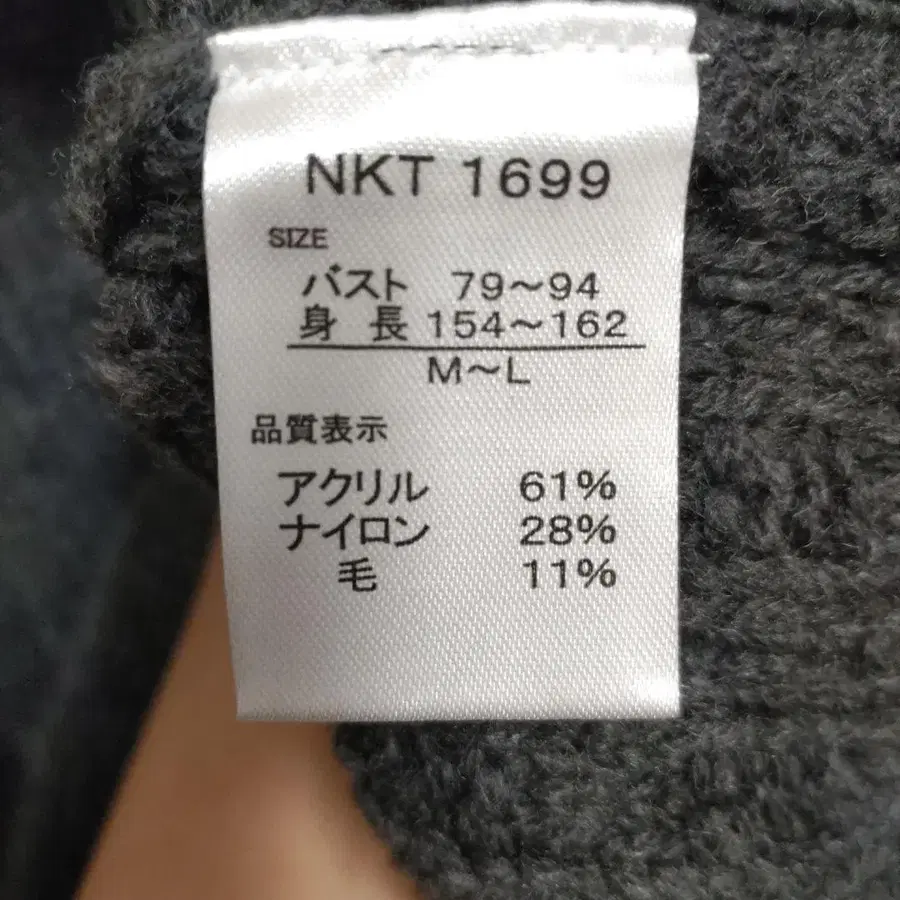 NKT 1699
SIZE
バスト 79～94
身 長 154～162
M～L
品質表示
アクリル 61%
ナイロン 28%
毛 11%